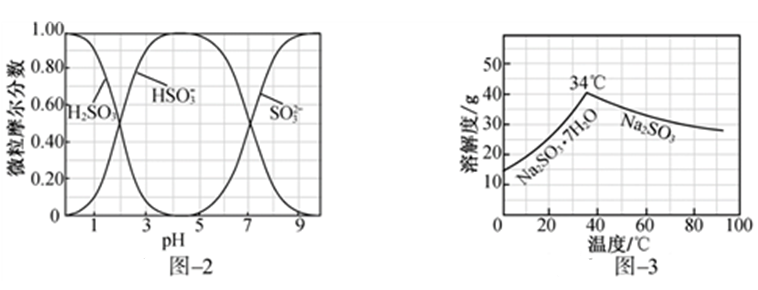 微粒摩尔分数
1.00
0.80
0.60
0.40
0.20
0
H₂SO₃
HSO₃⁻
SO₃²⁻
1 3 5 7 9
pH
图–2
溶解度/g
50
40
30
20
10
34℃
Na₂SO₃·7H₂O
Na₂SO₃
0 20 40 60 80 100
温度/℃
图–3